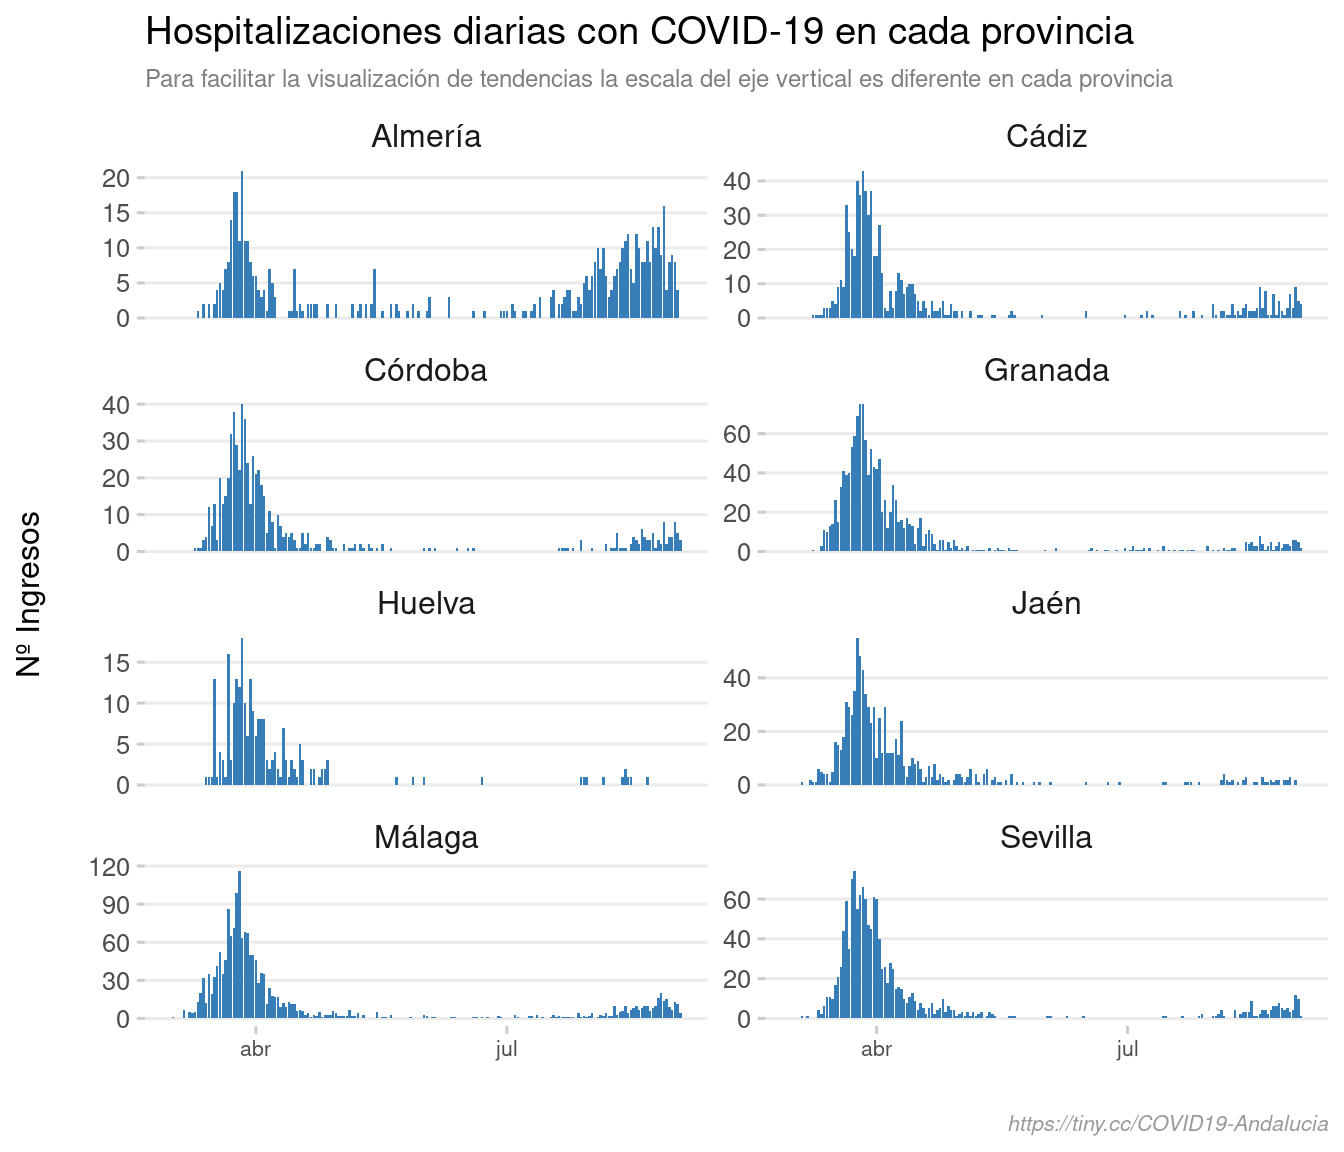 Hospitalizaciones diarias con COVID-19 en cada provincia
Para facilitar la visualización de tendencias la escala del eje vertical es diferente en cada provincia
Nº Ingresos
Almería
20
15
10
5
0
Cádiz
40
30
20
10
0
Córdoba
40
30
20
10
0
Granada
60
40
20
0
Huelva
15
10
5
0
Jaén
40
20
0
Málaga
120
90
60
30
0
abr
jul
Sevilla
60
40
20
0
abr
jul
https://tiny.cc/COVID19-Andalucia